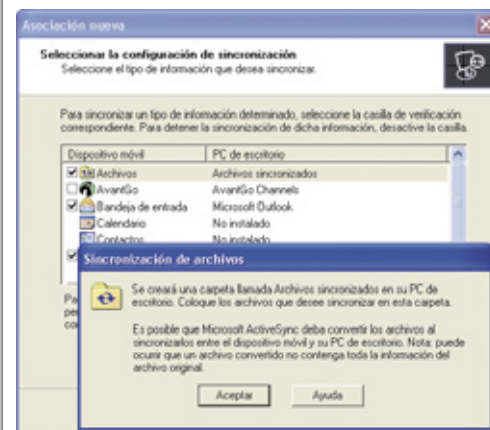 Asociación nueva
Seleccionar la configuración de sincronización
Seleccione el tipo de información que desea sincronizar.
Para sincronizar un tipo de información determinado, seleccione la casilla de verificación
correspondiente. Para detener la sincronización de dicha información, desactive la casilla.
Dispositivo móvil PC de escritorio
Archivos Archivos sincronizados
AvantGo AvantGo Channels
Bandeja de entrada Microsoft Outlook
Calendario No instalado
Contactos No instalado
Sincronización de archivos
Se creará una carpeta llamada Archivos sincronizados en su PC de
escritorio. Coloque los archivos que desee sincronizar en esta carpeta.
Es posible que Microsoft ActiveSync deba convertir los archivos al
sincronizarlos entre el dispositivo móvil y su PC de escritorio. Nota: puede
ocurrir que un archivo convertido no contenga toda la información del
archivo original.
Aceptar Ayuda